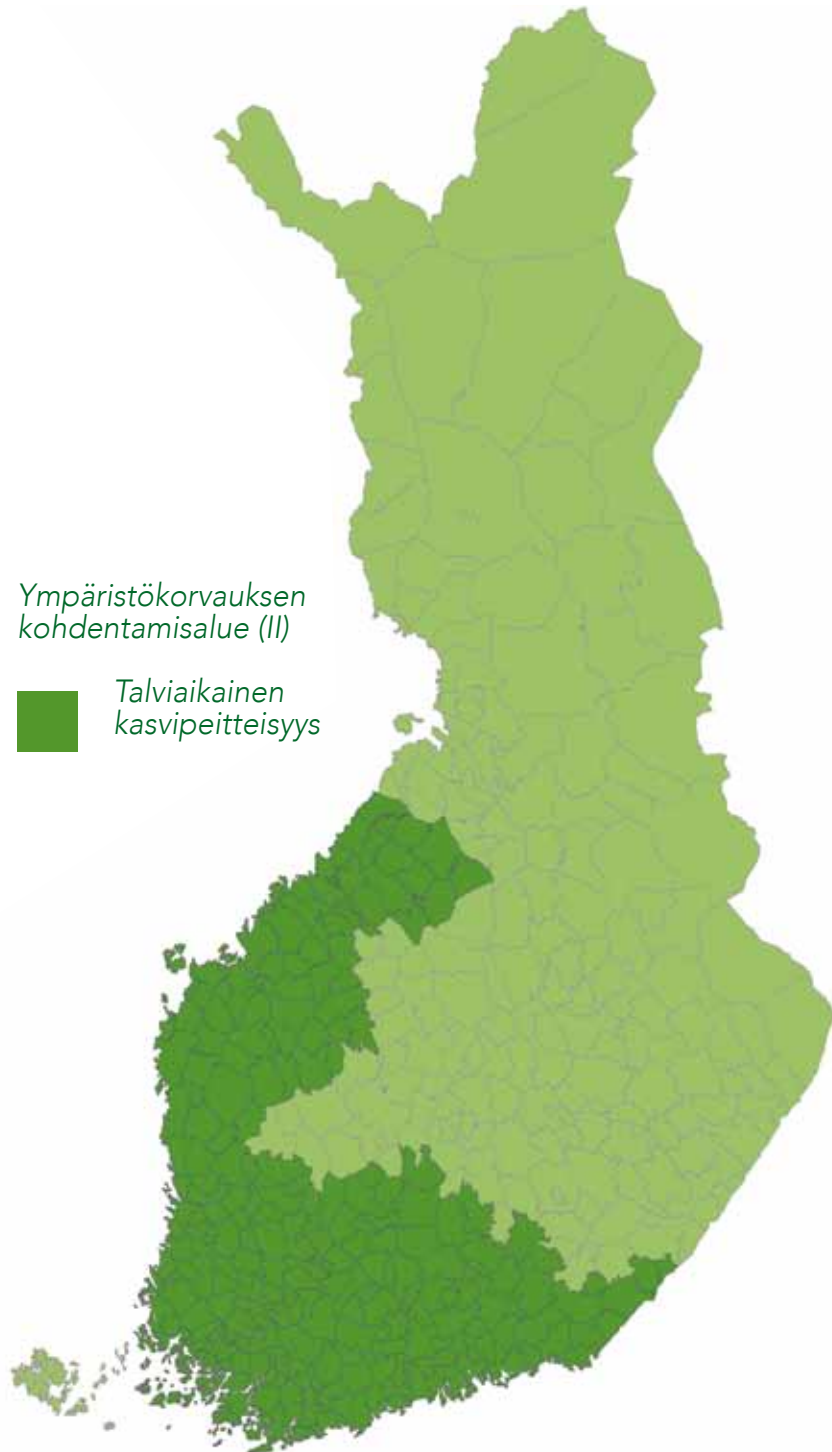 Ympäristökorvauksen
kohdentamisalue (II)
Talviaikainen
kasvipeitteisyys